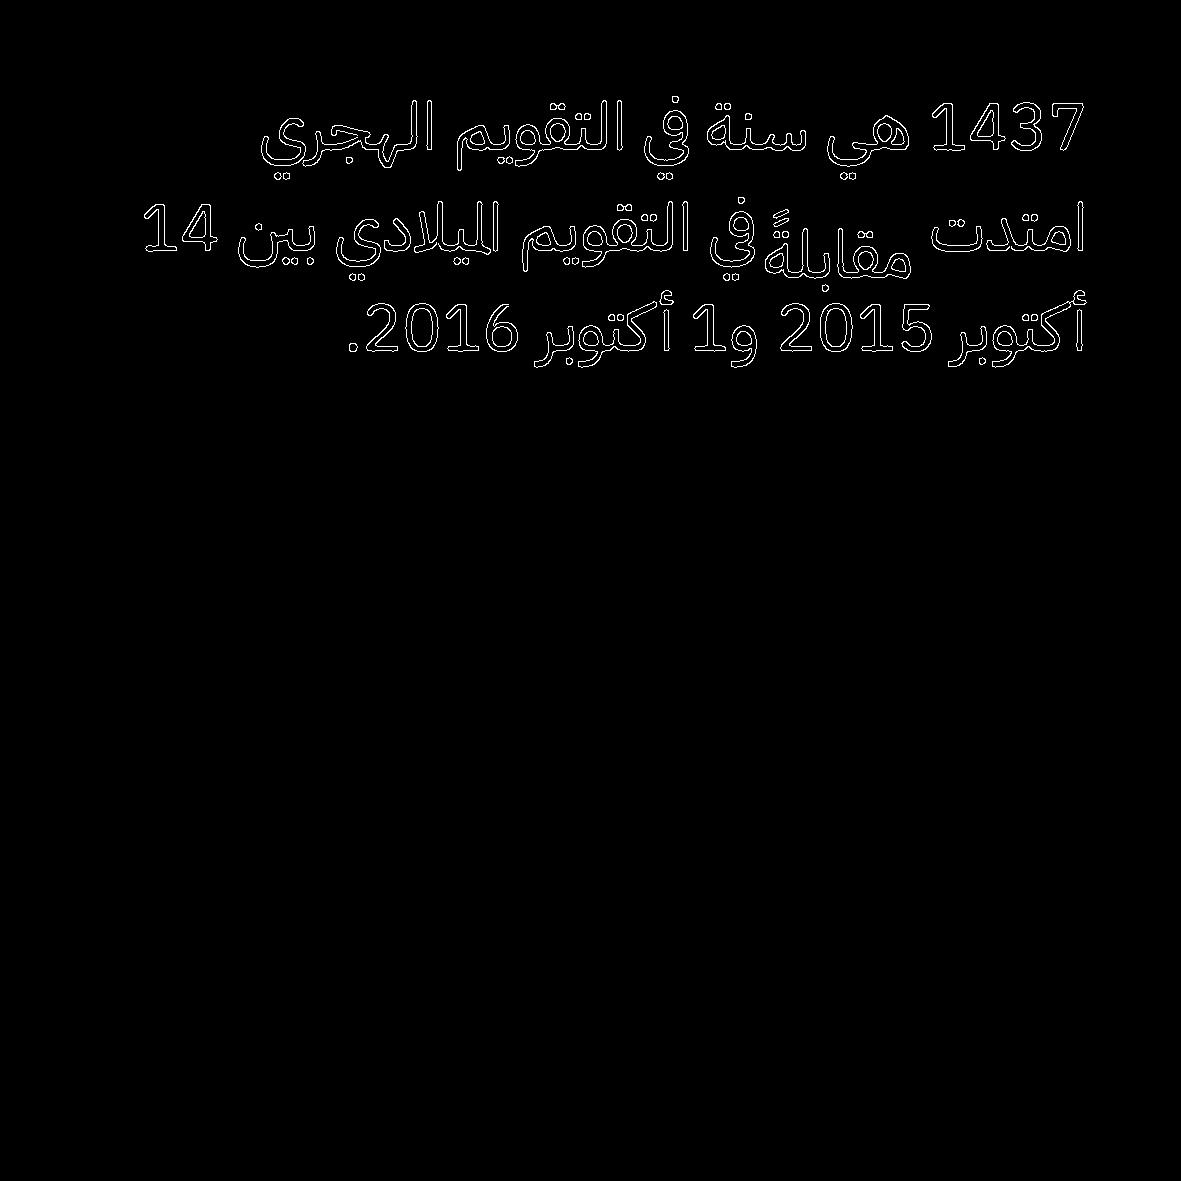 1437 هي سنة في التقويم الهجري
امتدت مقابلةً في التقويم الميلادي بين 14
أكتوبر 2015 و1 أكتوبر 2016.